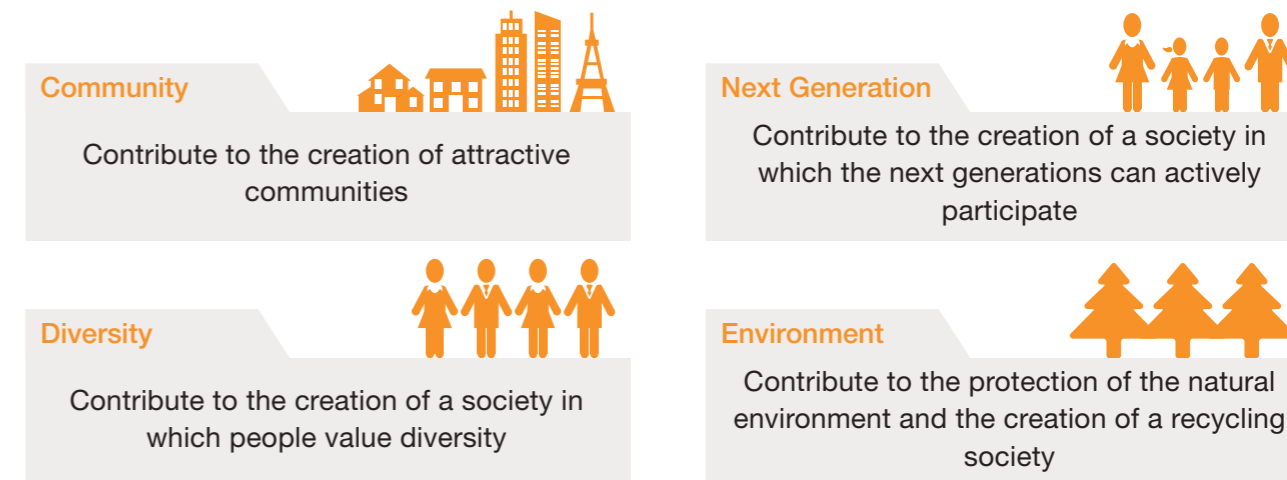 Community
Contribute to the creation of attractive
communities
Next Generation
Contribute to the creation of a society in
which the next generations can actively
participate
Diversity
Contribute to the creation of a society in
which people value diversity
Environment
Contribute to the protection of the natural
environment and the creation of a recycling
society